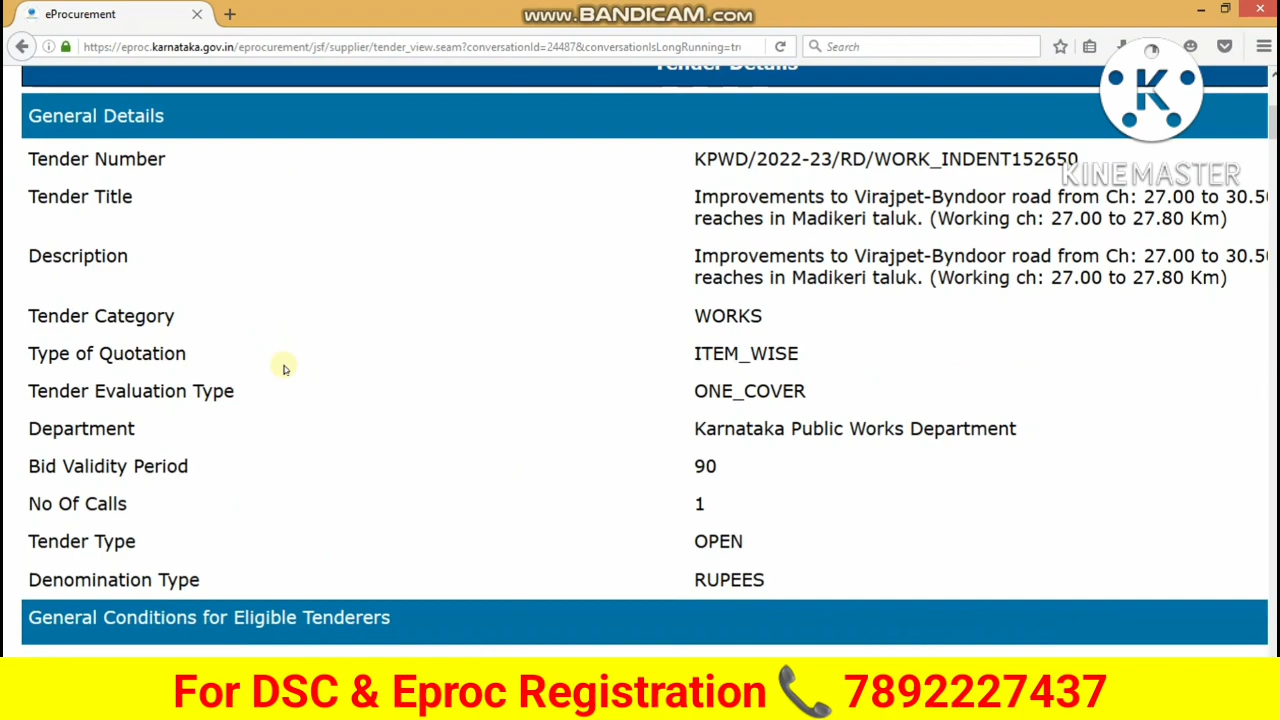 eProcurement
www.BANDICAM.com
https://eproc.karnataka.gov.in/eprocurement/jsf/supplier/tender_view.seam?conversationId=24487&conversationIsLongRunning=tru
Search
Tender Details
General Details
Tender Number KPWD/2022-23/RD/WORK_INDENT152650
K
KINEMASTER
Tender Title Improvements to Virajpet-Byndoor road from Ch: 27.00 to 30.50
reaches in Madikeri taluk. (Working ch: 27.00 to 27.80 Km)
Description Improvements to Virajpet-Byndoor road from Ch: 27.00 to 30.50
reaches in Madikeri taluk. (Working ch: 27.00 to 27.80 Km)
Tender Category WORKS
Type of Quotation ITEM_WISE
Tender Evaluation Type ONE_COVER
Department Karnataka Public Works Department
Bid Validity Period 90
No Of Calls 1
Tender Type OPEN
Denomination Type RUPEES
General Conditions for Eligible Tenderers
For DSC & Eproc Registration 📞 7892227437